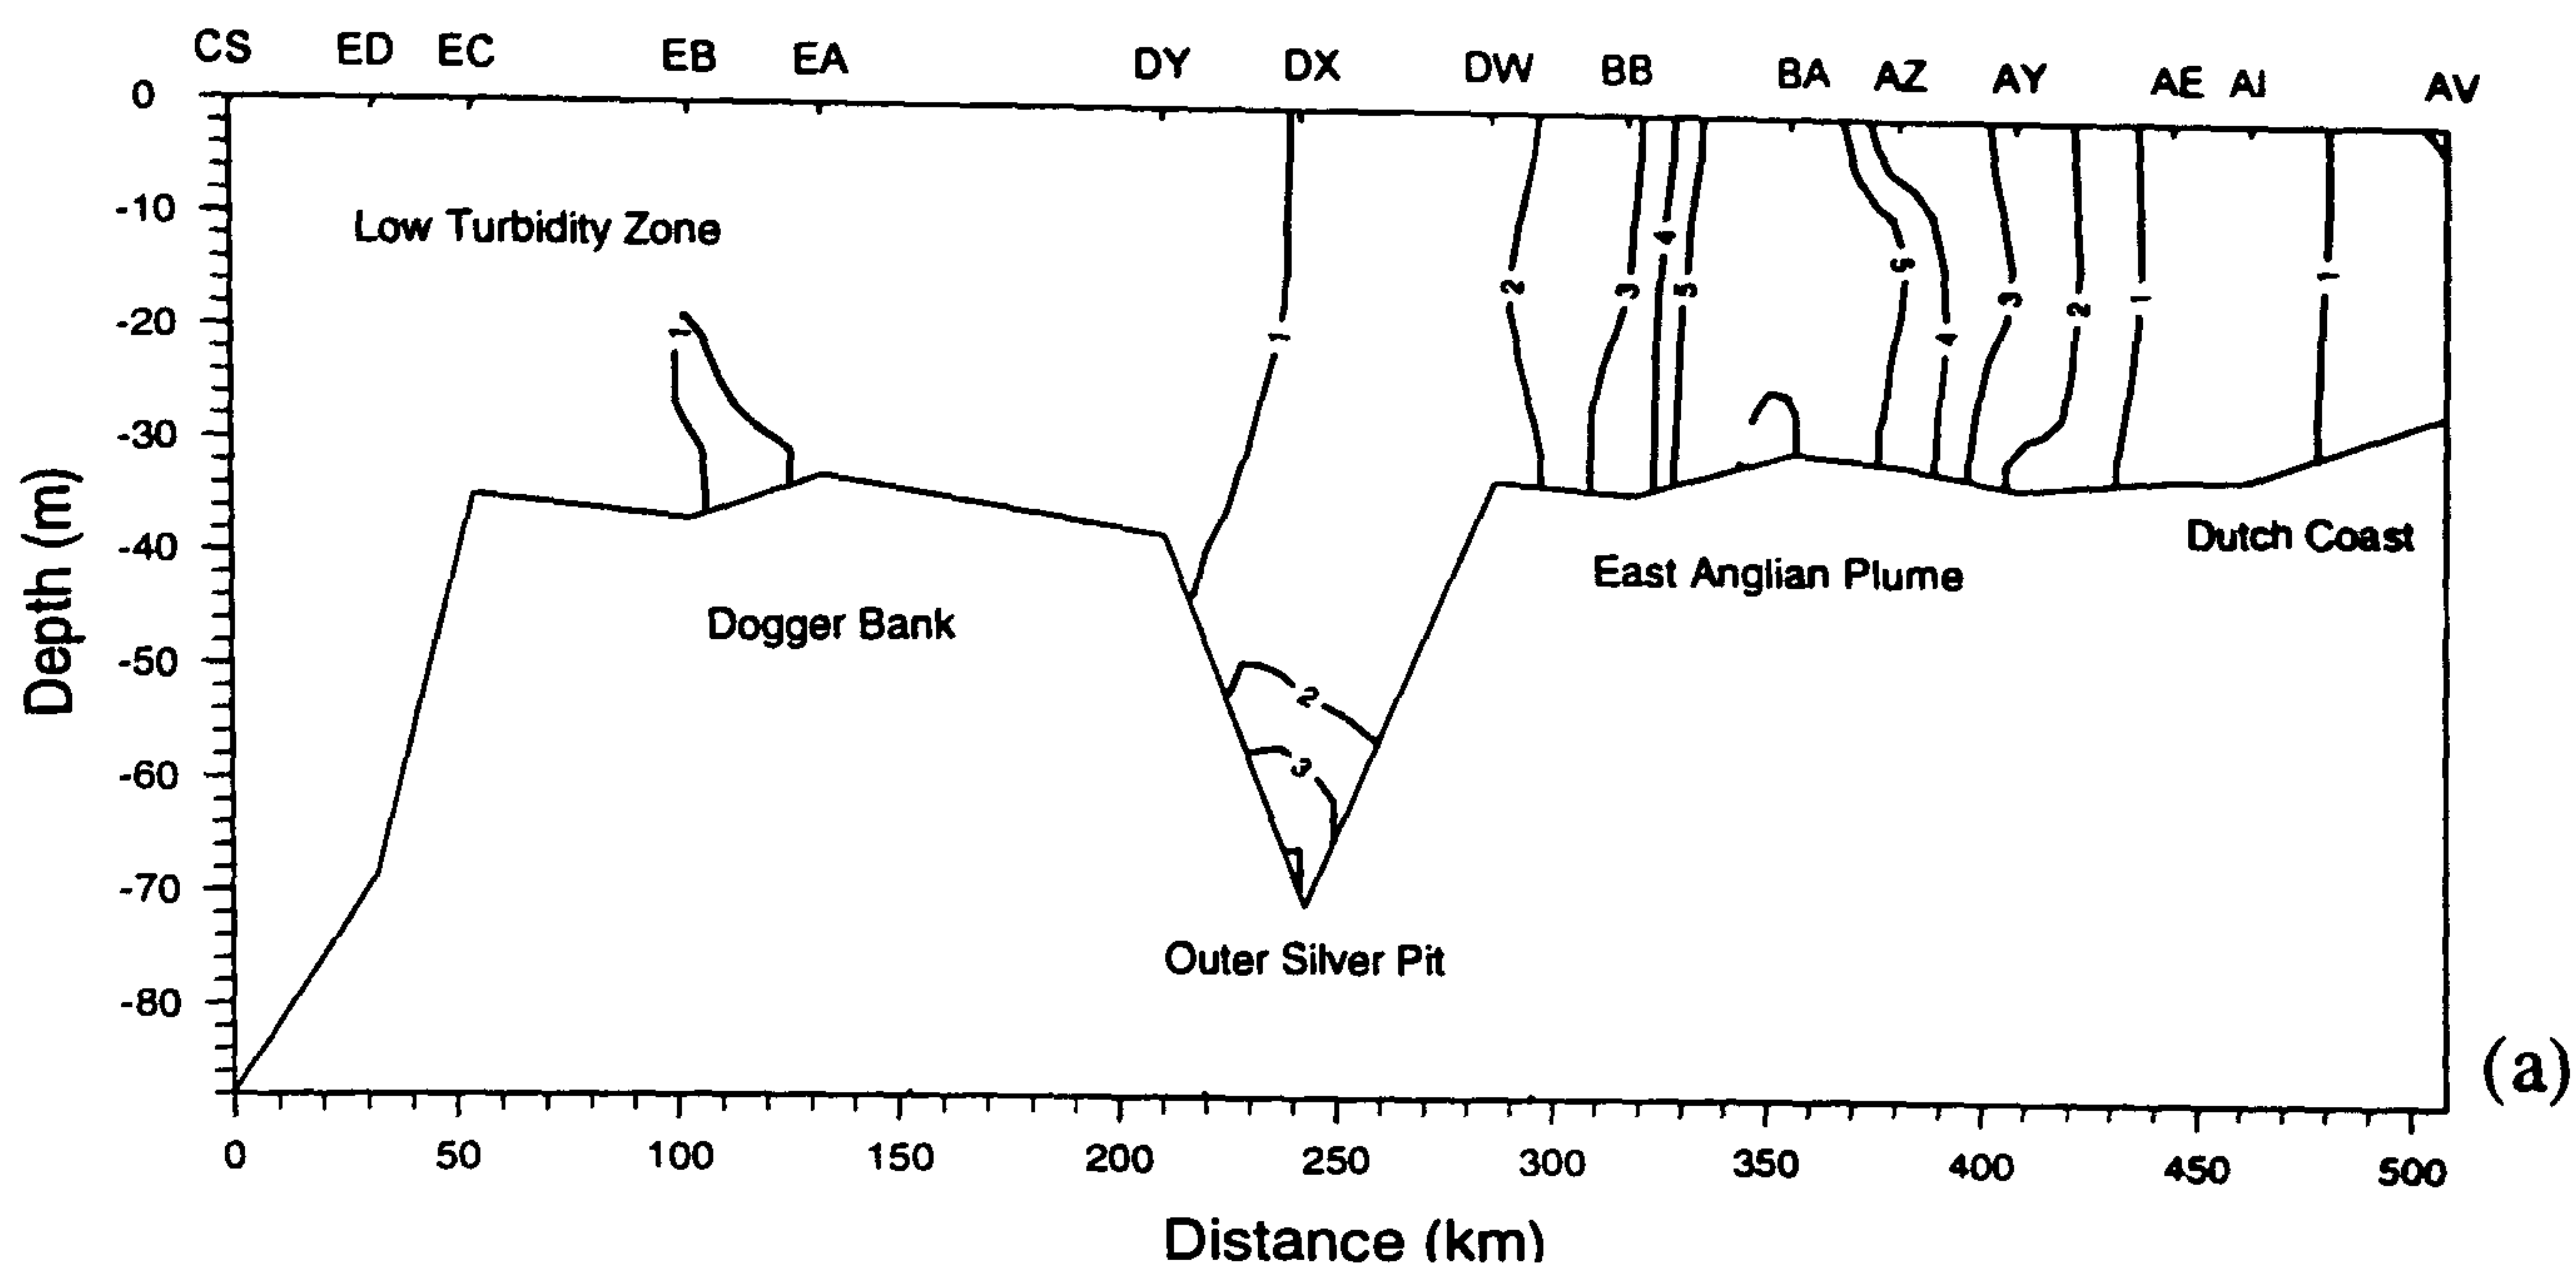 CS ED EC EB EA DY DX DW BB BA AZ AY AE AI AV
0
-10
Low Turbidity Zone
4
5
1
2
3
5
3
2
1
-20
1
1
4
-30
Depth (m)
-40
Dutch Coast
East Anglian Plume
Dogger Bank
-50
2
-60
3
-70
Outer Silver Pit
-80
(a)
0 50 100 150 200 250 300 350 400 450 500
Distance (km)